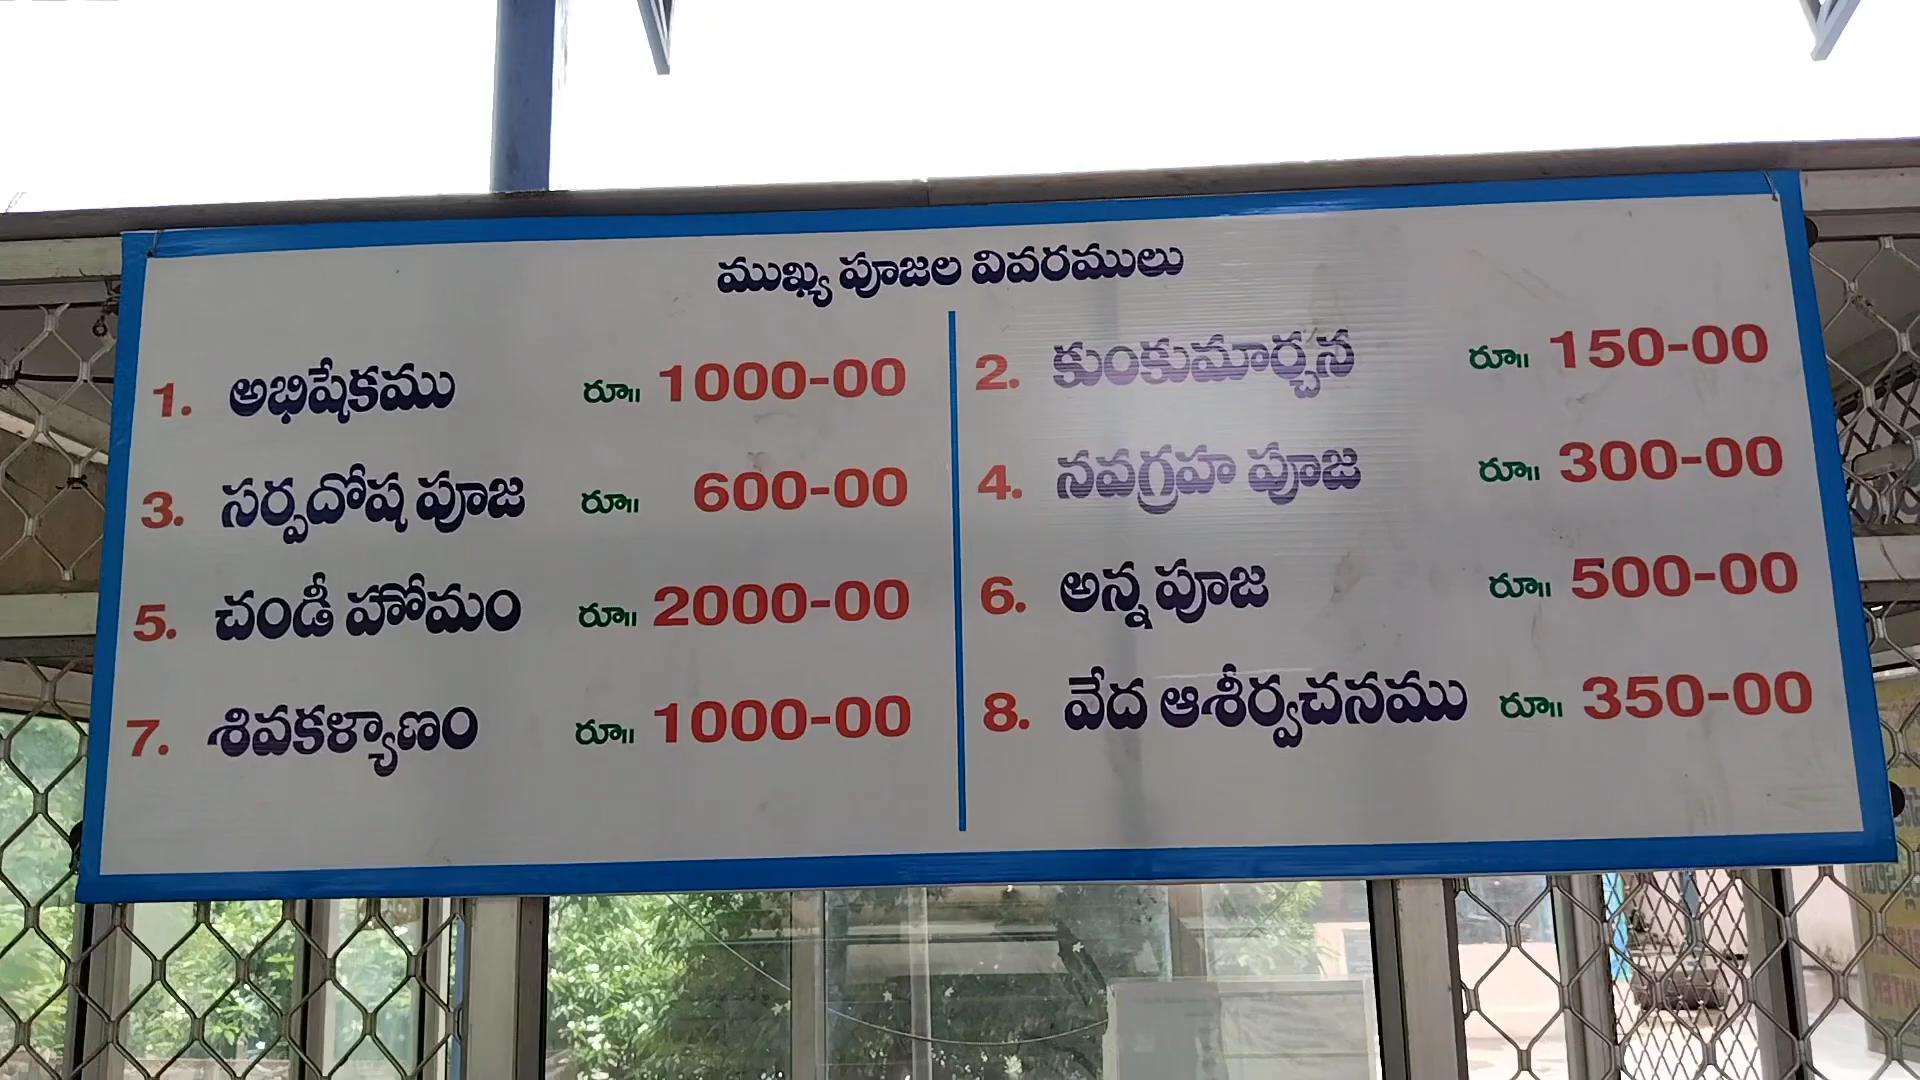 ముఖ్య పూజల వివరములు
1. అభిషేకము రూ॥ 1000-00
2. కుంకుమార్చన రూ॥ 150-00
3. సర్పదోష పూజ రూ॥ 600-00
4. నవగ్రహ పూజ రూ॥ 300-00
5. చండీ హోమం రూ॥ 2000-00
6. అన్న పూజ రూ॥ 500-00
7. శివకళ్యాణం రూ॥ 1000-00
8. వేద ఆశీర్వచనము రూ॥ 350-00